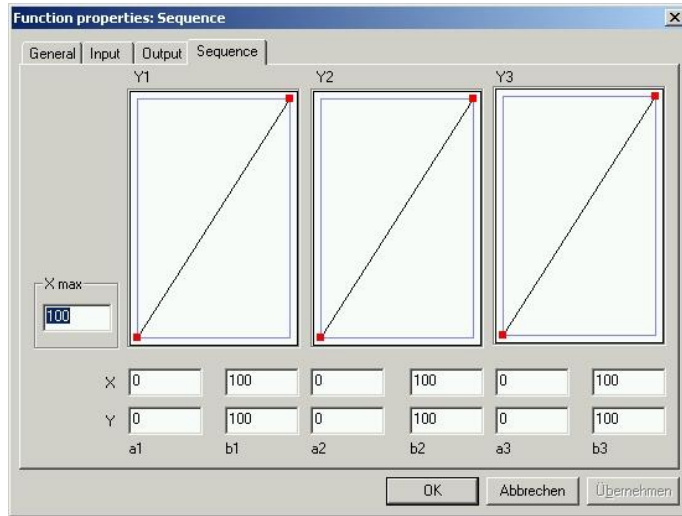 Function properties: Sequence
General Input Output Sequence
Y1 Y2 Y3
X max
100
X 0 100 0 100 0 100
Y 0 100 0 100 0 100
a1 b1 a2 b2 a3 b3
OK Abbrechen Übernehmen